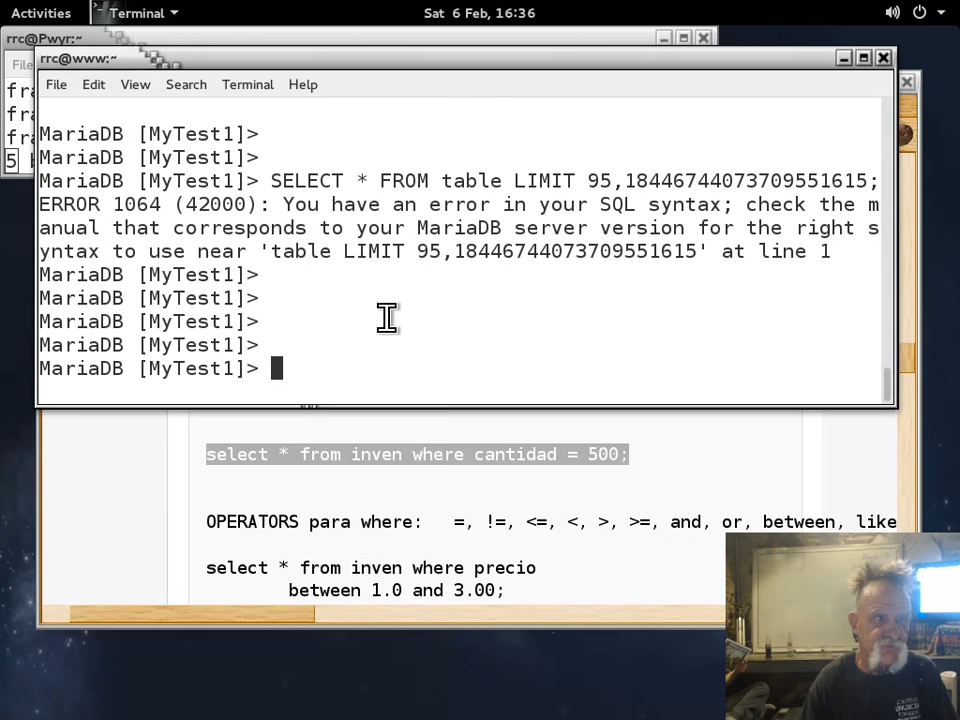 Activities Terminal Sat 6 Feb, 16:36
rrc@Pwyr:~
rrc@www:~
File
File Edit View Search Terminal Help
fra
fra
fra
5
MariaDB [MyTest1]>
MariaDB [MyTest1]>
MariaDB [MyTest1]> SELECT * FROM table LIMIT 95,18446744073709551615;
ERROR 1064 (42000): You have an error in your SQL syntax; check the m
anual that corresponds to your MariaDB server version for the right s
yntax to use near 'table LIMIT 95,18446744073709551615' at line 1
MariaDB [MyTest1]>
MariaDB [MyTest1]>
MariaDB [MyTest1]>
MariaDB [MyTest1]>
MariaDB [MyTest1]>
select * from inven where cantidad = 500;
OPERATORS para where: =, !=, <=, <, >, >=, and, or, between, like
select * from inven where precio
between 1.0 and 3.00;